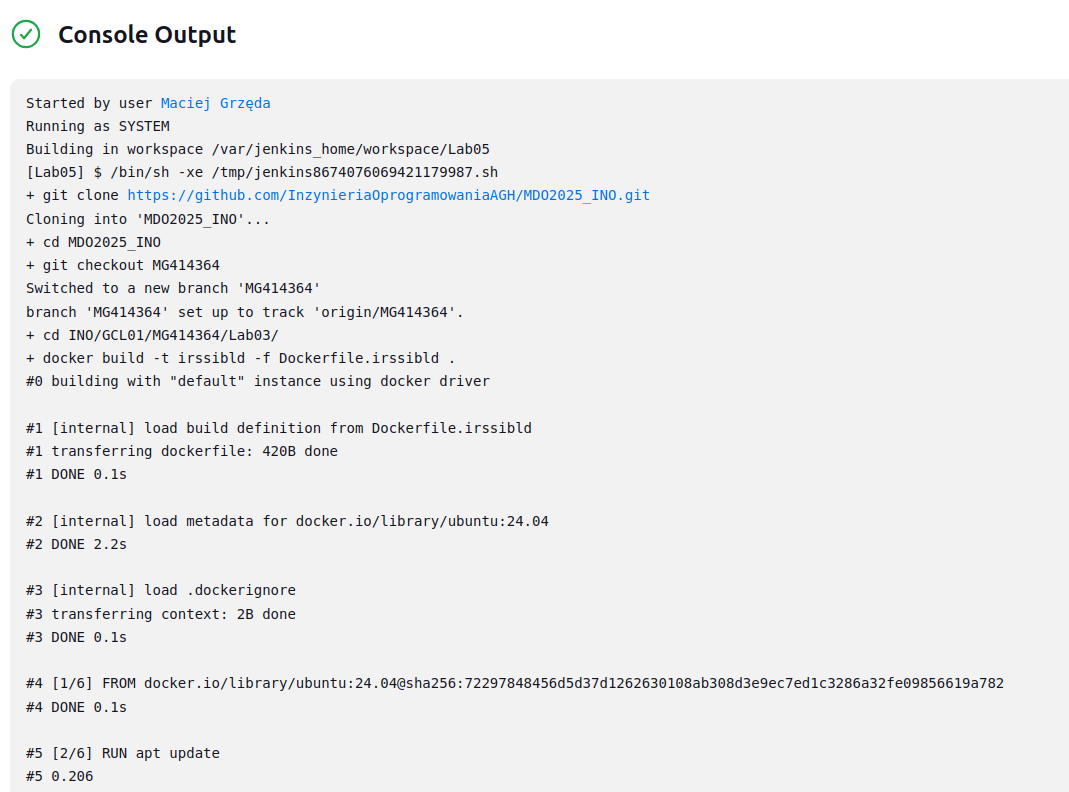 Console Output
Started by user Maciej Grzęda
Running as SYSTEM
Building in workspace /var/jenkins_home/workspace/Lab05
[Lab05] $ /bin/sh -xe /tmp/jenkins8674076069421179987.sh
+ git clone https://github.com/InzynieriaOprogramowaniaAGH/MDO2025_INO.git
Cloning into 'MDO2025_INO'...
+ cd MDO2025_INO
+ git checkout MG414364
Switched to a new branch 'MG414364'
branch 'MG414364' set up to track 'origin/MG414364'.
+ cd INO/GCL01/MG414364/Lab03/
+ docker build -t irssibld -f Dockerfile.irssibld .
#0 building with "default" instance using docker driver
#1 [internal] load build definition from Dockerfile.irssibld
#1 transferring dockerfile: 420B done
#1 DONE 0.1s
#2 [internal] load metadata for docker.io/library/ubuntu:24.04
#2 DONE 2.2s
#3 [internal] load .dockerignore
#3 transferring context: 2B done
#3 DONE 0.1s
#4 [1/6] FROM docker.io/library/ubuntu:24.04@sha256:72297848456d5d37d1262630108ab308d3e9ec7ed1c3286a32fe09856619a782
#4 DONE 0.1s
#5 [2/6] RUN apt update
#5 0.206